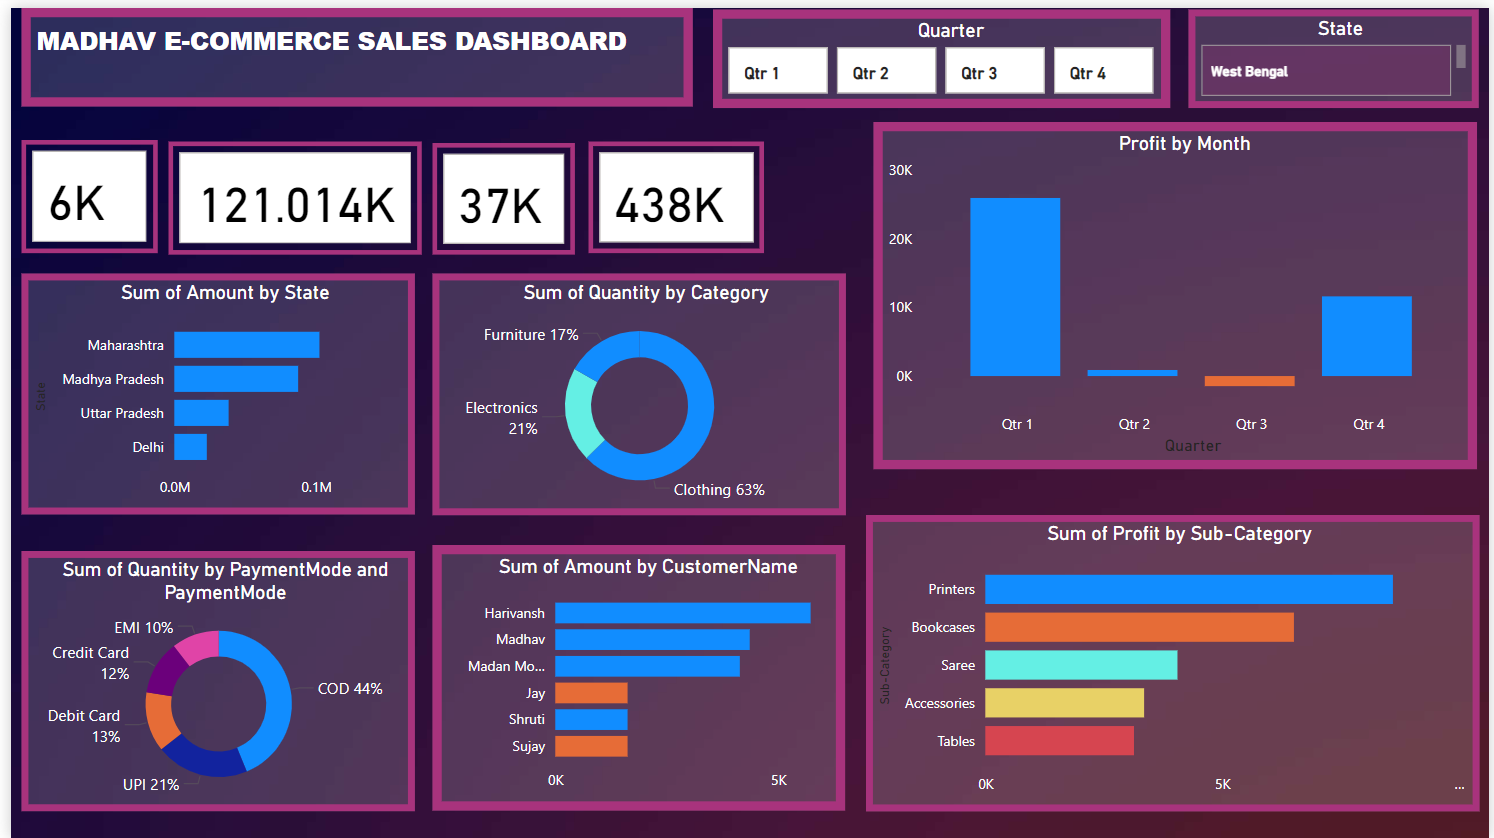 MADHAV E-COMMERCE SALES DASHBOARD
Quarter
Qtr 1
Qtr 2
Qtr 3
Qtr 4
State
West Bengal
6K
121.014K
37K
438K
Profit by Month
30K
20K
10K
0K
Qtr 1
Qtr 2
Qtr 3
Qtr 4
Quarter
Sum of Amount by State
State
Maharashtra
Madhya Pradesh
Uttar Pradesh
Delhi
0.0M
0.1M
Sum of Quantity by Category
Furniture 17%
Electronics
21%
Clothing 63%
Sum of Quantity by PaymentMode and
PaymentMode
EMI 10%
Credit Card
12%
Debit Card
13%
UPI 21%
COD 44%
Sum of Amount by CustomerName
Harivansh
Madhav
Madan Mo...
Jay
Shruti
Sujay
0K
5K
Sum of Profit by Sub-Category
Sub-Category
Printers
Bookcases
Saree
Accessories
Tables
0K
5K
...